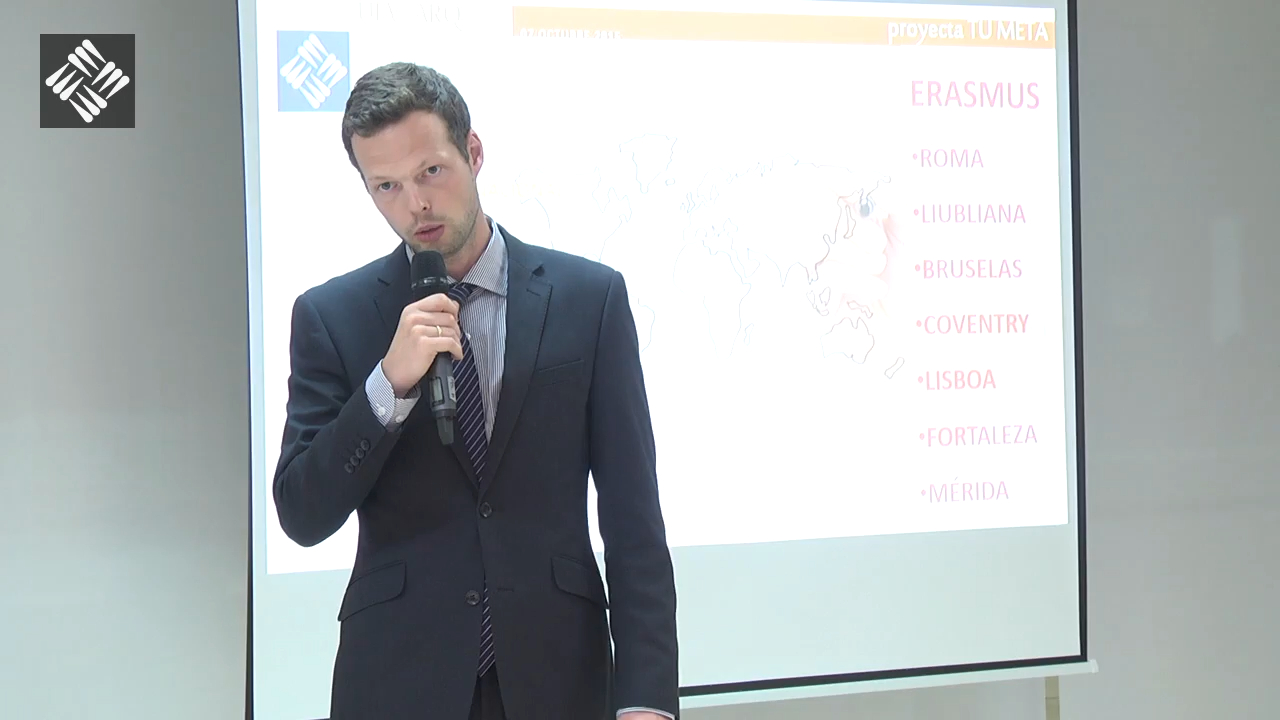 proyecta TU META
ERASMUS
•ROMA
•LIUBLIANA
•BRUSELAS
•COVENTRY
•LISBOA
•FORTALEZA
•MÉRIDA